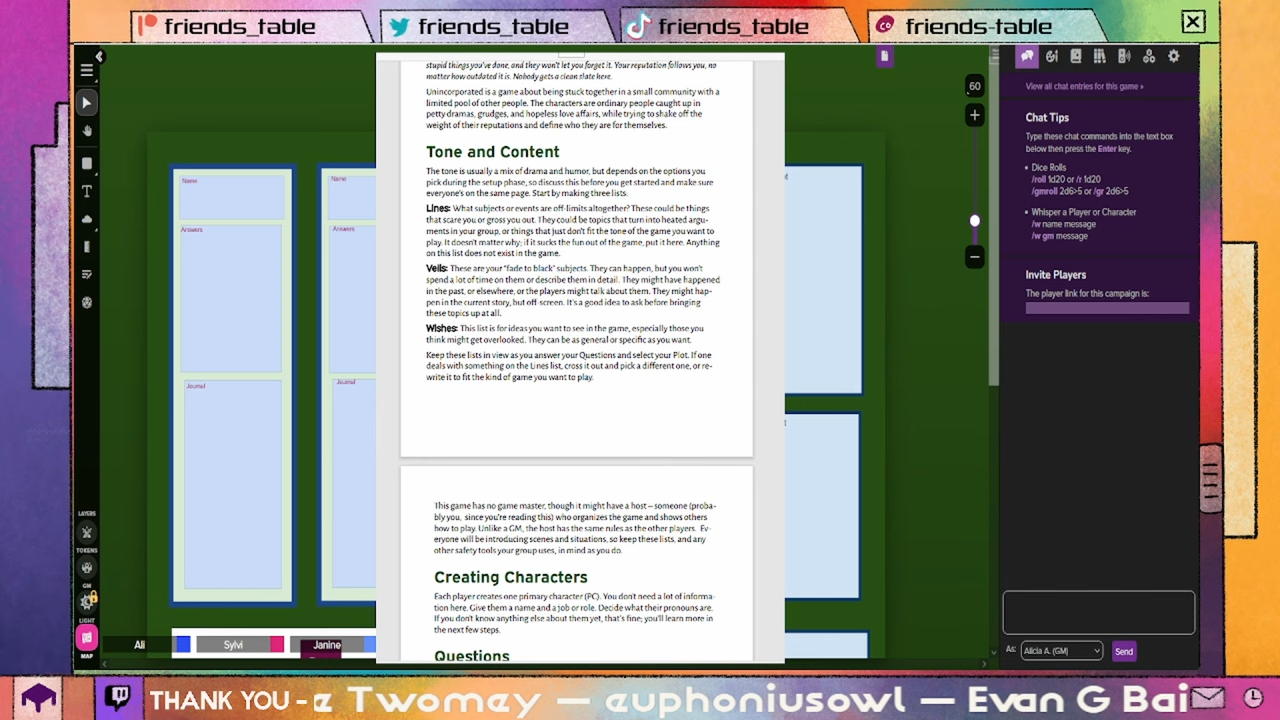 friends_table
friends_table
friends_table
friends-table
co
stupid things you've done, and they won't let you forget it. Your reputation follows you, no
matter how outdated it is. Nobody gets a clean slate here.
Unincorporated is a game about being stuck together in a small community with a
limited pool of other people. The characters are ordinary people caught up in
petty dramas, grudges, and hopeless love affairs, while trying to shake off the
weight of their reputations and define who they are for themselves.
Tone and Content
The tone is usually a mix of drama and humor, but depends on the options you
pick during the setup phase, so discuss this before you get started and make sure
everyone's on the same page. Start by making three lists:
Lines: What subjects or events are off-limits altogether? These could be things
that scare you or gross you out. They could be topics that turn into heated argu-
ments in your group, or things that just don't fit the tone of the game you want to
play. It doesn't matter why; if it sucks the fun out of the game, put it here. Anything
on this list does not exist in the game.
Veils: These are your "fade to black" subjects. They can happen, but you won't
spend a lot of time on them or describe them in detail. They might have happened
in the past, or elsewhere, or the players might talk about them. They might hap-
pen in the current story, but off-screen. It's a good idea to ask before bringing
these topics up at all.
Wishes: This list is for ideas you want to see in the game, especially those you
think might get overlooked. They can be as general or specific as you want.
Keep these lists in view as you answer your Questions and select your Plot. If one
deals with something on the Lines list, cross it out and pick a different one, or re-
write it to fit the kind of game you want to play.
This game has no game master, though it might have a host – someone (proba-
bly you, since you're reading this) who organizes the game and shows others
how to play. Unlike a GM, the host has the same rules as the other players. Ev-
eryone will be introducing scenes and situations, so keep these lists, and any
other safety tools your group uses, in mind as you do.
Creating Characters
Each player creates one primary character (PC). You don't need a lot of informa-
tion here. Give them a name and a job or role. Decide what their pronouns are.
If you don't know anything else about them yet, that's fine; you'll learn more in
the next few steps.
Questions
Name
Answers
Journal
Name
Answers
Journal
Ali
Sylvi
Janine
LAYERS
TOKENS
GM
LIGHT
MAP
60
View all chat entries for this game »
Chat Tips
Type these chat commands into the text box
below then press the Enter key.
• Dice Rolls
/roll 1d20 or /r 1d20
/gmroll 2d6>5 or /gr 2d6>5
• Whisper a Player or Character
/w name message
/w gm message
Invite Players
The player link for this campaign is:
As:
Alicia A. (GM)
Send
THANK YOU - e Twomey — euphoniusowl — Evan G Bai